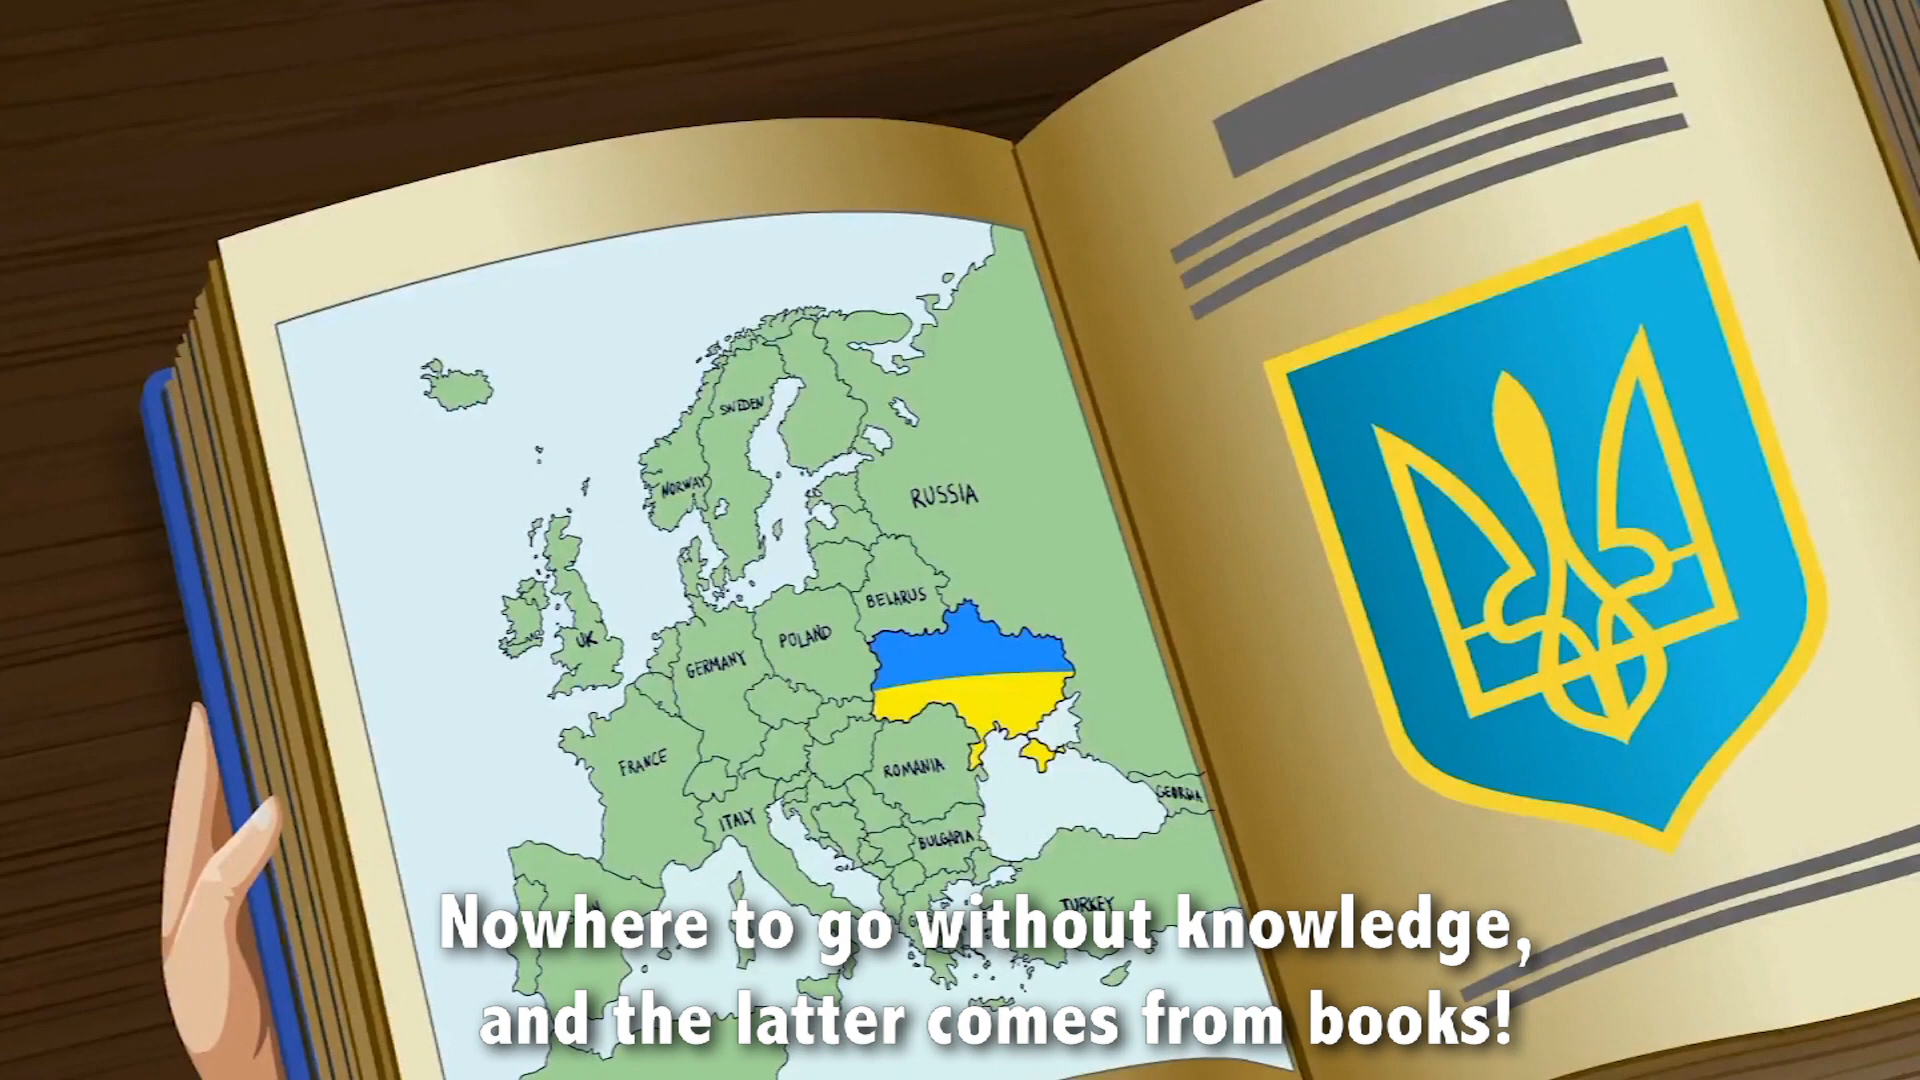 SWEDEN
NORWAY
RUSSIA
BELARUS
UK
POLAND
GERMANY
FRANCE
ROMANIA
GEORGIA
ITALY
BULGARIA
TURKEY
Nowhere to go without knowledge,
and the latter comes from books!